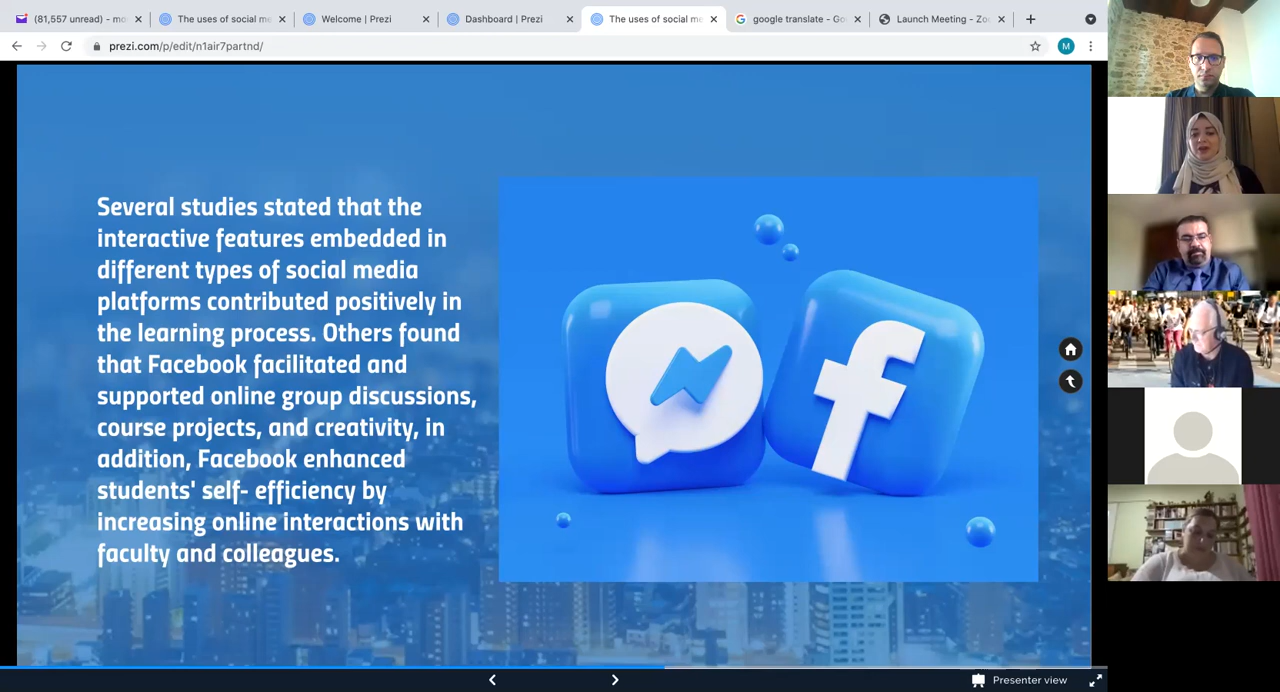 (81,557 unread) - mo
The uses of social me
Welcome | Prezi
Dashboard | Prezi
The uses of social me
google translate - Go
Launch Meeting - Zo
prezi.com/p/edit/n1air7partnd/
M
Several studies stated that the
interactive features embedded in
different types of social media
platforms contributed positively in
the learning process. Others found
that Facebook facilitated and
supported online group discussions,
course projects, and creativity, in
addition, Facebook enhanced
students' self- efficiency by
increasing online interactions with
faculty and colleagues.
f
Presenter view